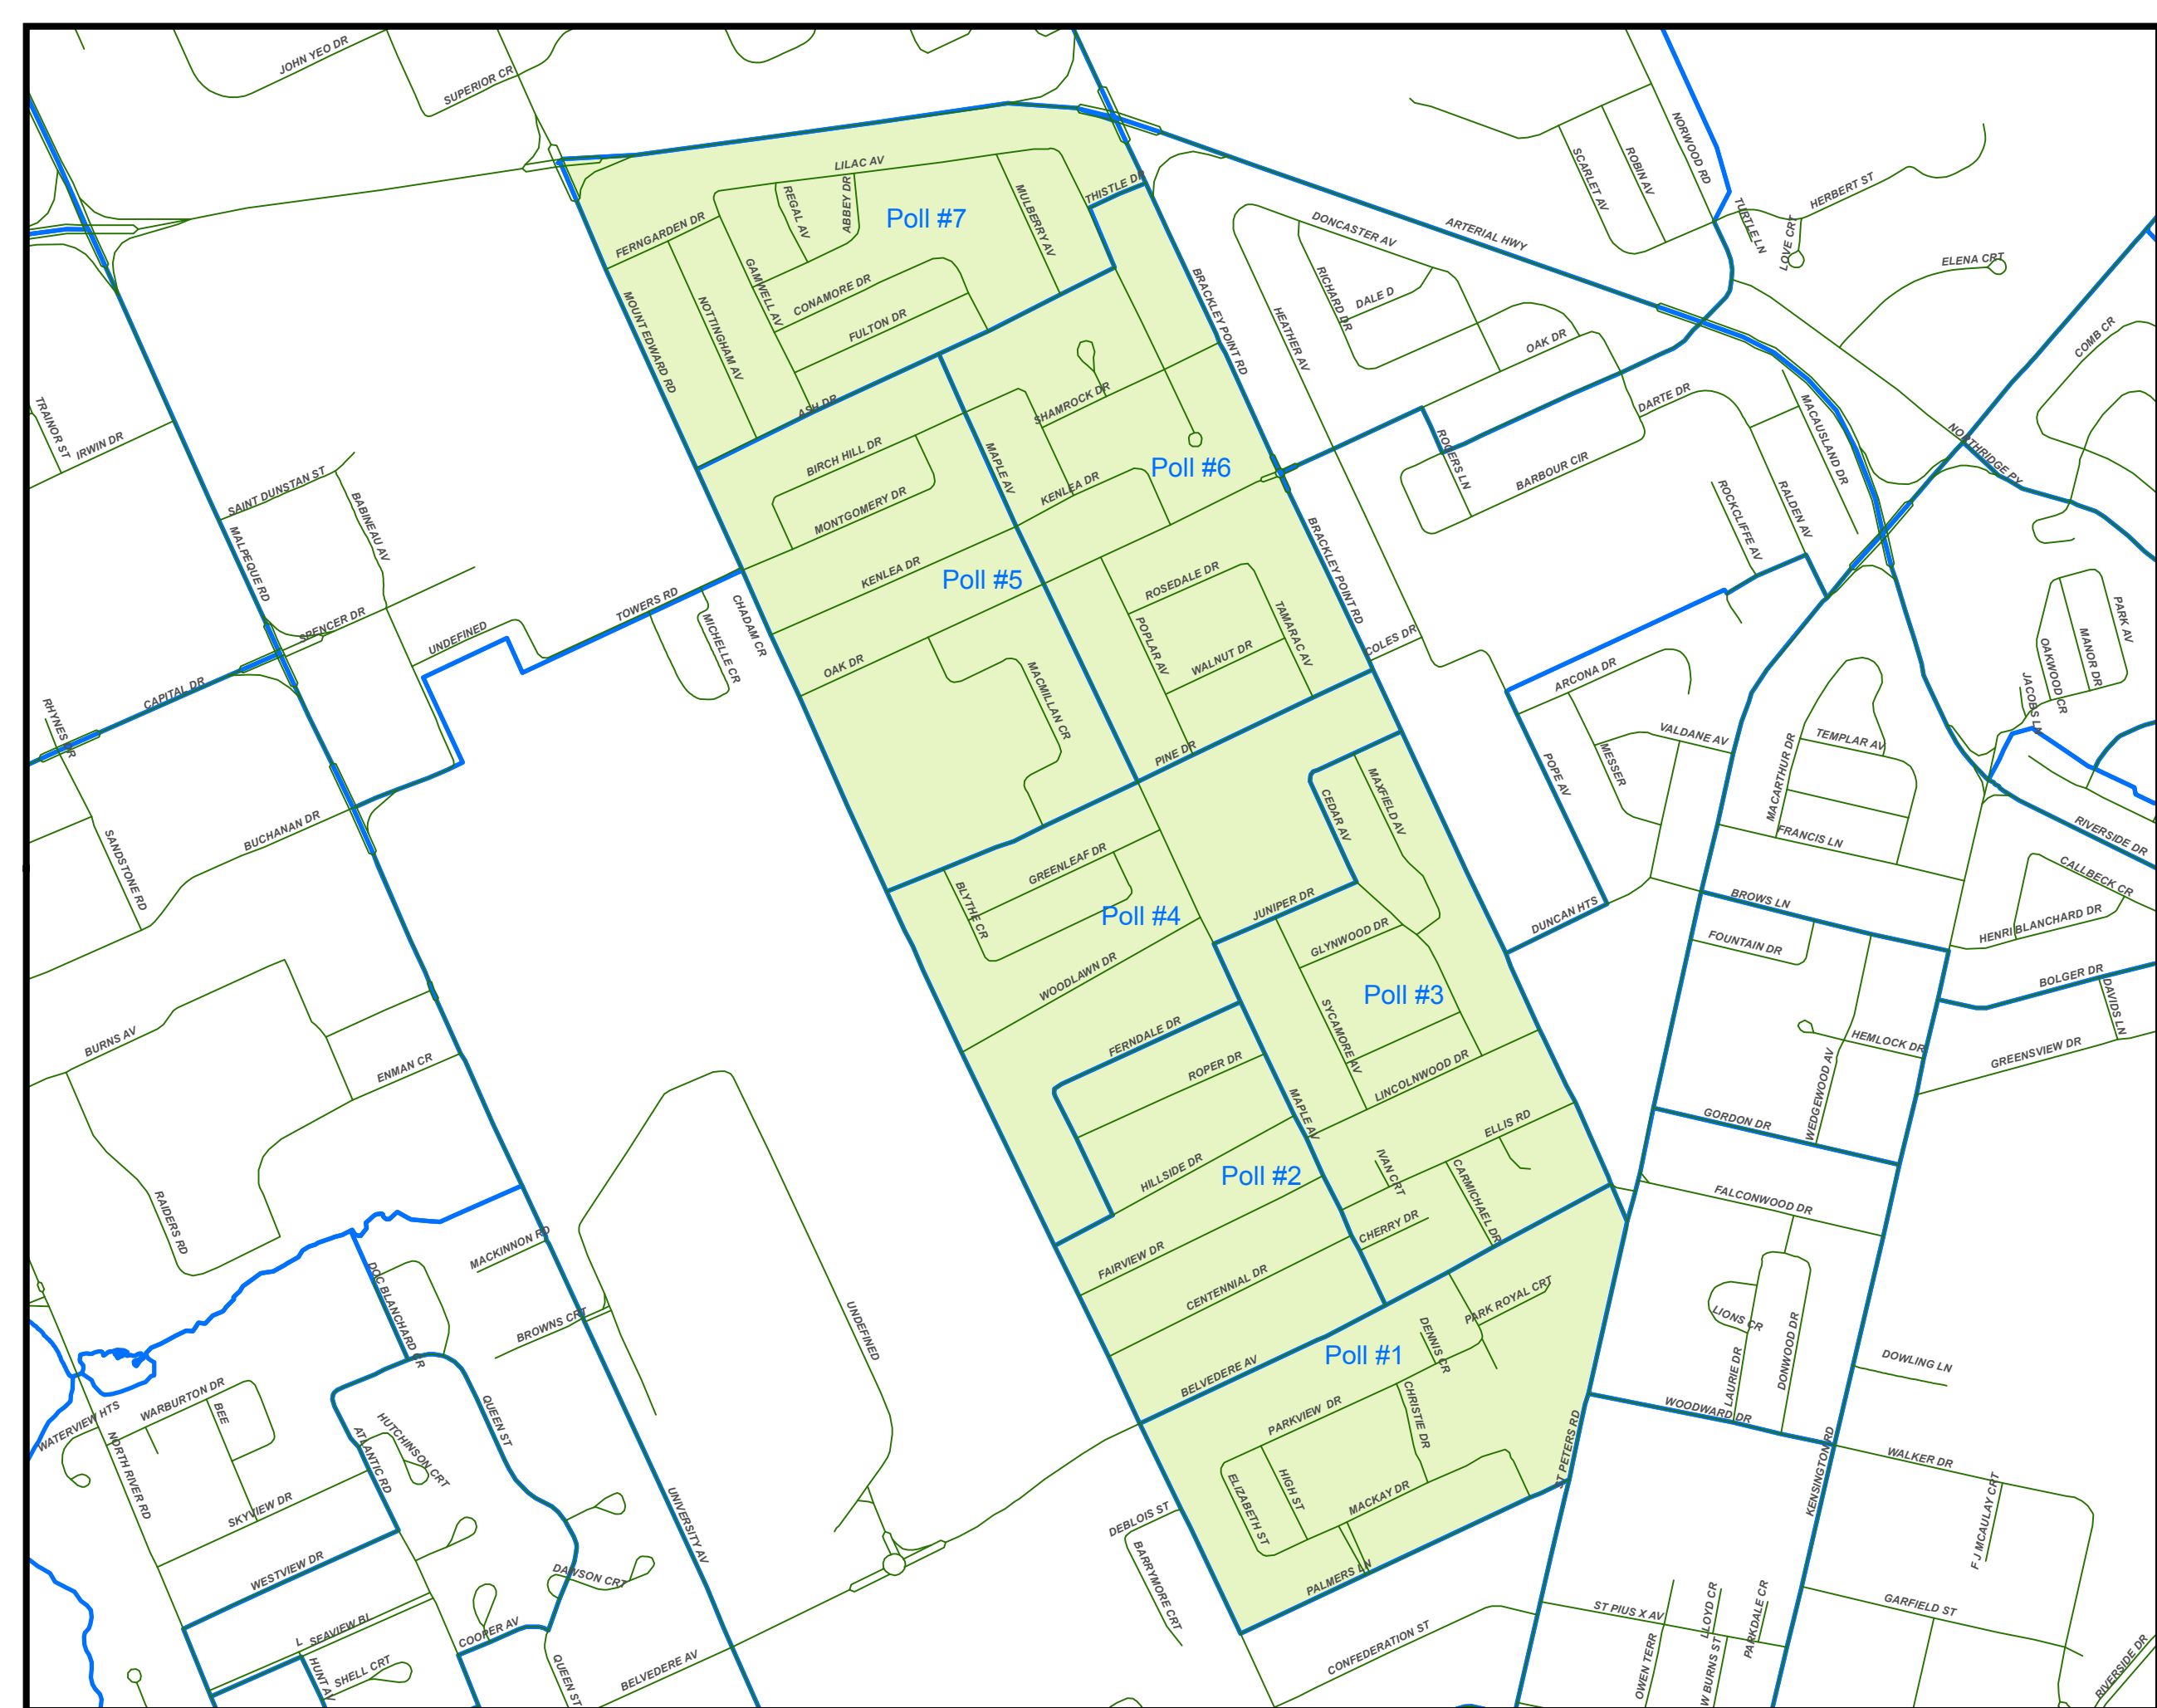 JOHN YEO DR
SUPERIOR CR
LILAC AV
REGAL AV
ABBEY DR
Poll #7
MULBERRY AV
THISTLE DR
FERNGARDEN DR
GAMWELL AV
CONAMORE DR
FULTON DR
NOTTINGHAM AV
MOUNT EDWARD RD
ASH DR
BRACKLEY POINT RD
DONCASTER AV
ARTERIAL HWY
RICHARD DR
DALE D
HEATHER AV
OAK DR
SCARLET AV
ROBIN AV
NORWOOD RD
TURTLE LN
LOVE CRT
HERBERT ST
ELENA CRT
COMB CR
NORTHRIDGE PY
DARTE DR
MACAUSLAND DR
RALDEN AV
ROCKCLIFFE AV
ROGERS LN
BARBOUR CIR
TRAINOR ST
IRWIN DR
SAINT DUNSTAN ST
BABINEAU AV
MALPEQUE RD
SPENCER DR
UNDEFINED
TOWERS RD
MICHELLE CR
CHADAM CR
CAPITAL DR
RHYNES DR
SANDSTONE RD
BUCHANAN DR
BIRCH HILL DR
MONTGOMERY DR
MAPLE AV
SHAMROCK DR
KENLEA DR
Poll #6
KENLEA DR
Poll #5
OAK DR
MACMILLAN CR
ROSEDALE DR
POPLAR AV
TAMARAC AV
WALNUT DR
PINE DR
BRACKLEY POINT RD
COLES DR
ARCONA DR
VALDANE AV
MESSER
POPE AV
DUNCAN HTS
PARK AV
MANOR DR
OAKWOOD CR
JACOBS LN
TEMPLAR AV
MACARTHUR DR
FRANCIS LN
RIVERSIDE DR
CALLBECK CR
HENRI BLANCHARD DR
BROWS LN
FOUNTAIN DR
BOLGER DR
DAVIDS LN
GREENSVIEW DR
HEMLOCK DR
WEDGEWOOD AV
GORDON DR
FALCONWOOD DR
CEDAR AV
MAXFIELD AV
GREENLEAF DR
BLYTHE CR
Poll #4
JUNIPER DR
GLYNWOOD DR
WOODLAWN DR
Poll #3
SYCAMORE AV
FERNDALE DR
ROPER DR
LINCOLNWOOD DR
MAPLE AV
ELLIS RD
IVAN CRT
CARMICHAEL DR
HILLSIDE DR
Poll #2
CHERRY DR
FAIRVIEW DR
CENTENNIAL DR
PARK ROYAL CRT
DENNIS CR
Poll #1
BELVEDERE AV
PARKVIEW DR
CHRISTIE DR
HIGH ST
ELIZABETH ST
MACKAY DR
PALMERS LN
ST PETERS RD
DEBLOIS ST
BARRYMORE CRT
CONFEDERATION ST
BURNS AV
ENMAN CR
RAIDERS RD
MACKINNON RD
DOC BLANCHARD CR
BROWNS CRT
UNDEFINED
WATERVIEW HTS
WARBURTON DR
BEE
NORTH RIVER RD
QUEEN ST
HUTCHINSON CRT
ATLANTIC RD
SKYVIEW DR
WESTVIEW DR
DAWSON CRT
UNIVERSITY AV
COOPER AV
L
SEAVIEW BL
SHELL CRT
HUNT AV
QUEEN ST
BELVEDERE AV
LIONS CR
LAURIE DR
DONWOOD DR
DOWLING LN
WOODWARD DR
KENSINGTON RD
WALKER DR
F J MCAULAY CRT
GARFIELD ST
ST PIUS X AV
LLOYD CR
PARKDALE CR
OWEN TERR
W BURNS ST
RIVERSIDE DR